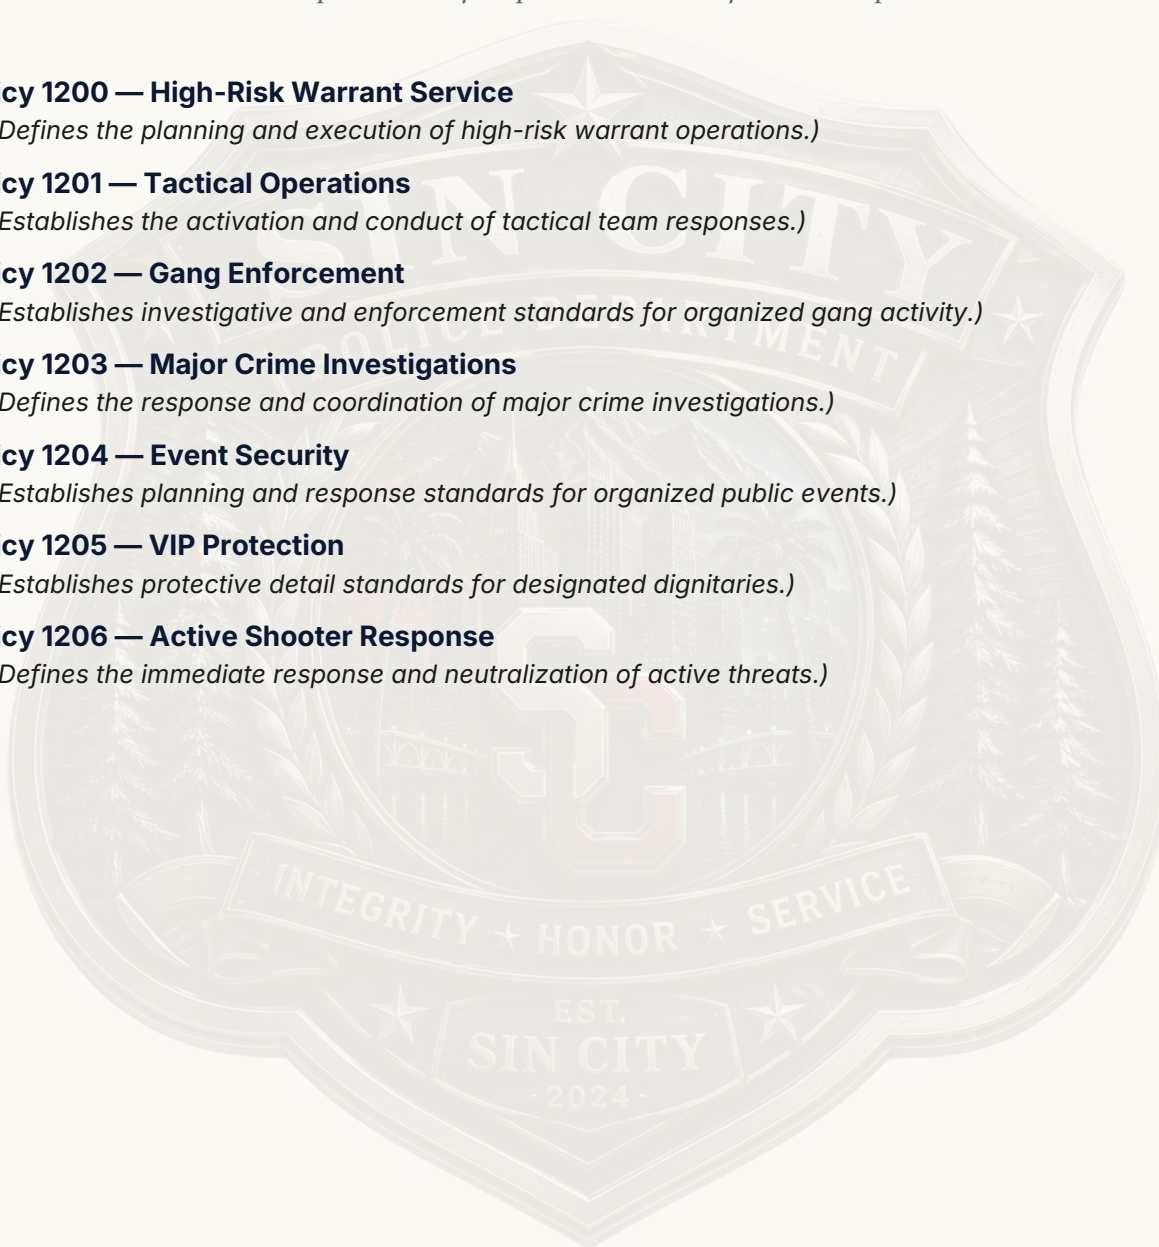 icy 1200 — High-Risk Warrant Service
Defines the planning and execution of high-risk warrant operations.)
icy 1201 — Tactical Operations
Establishes the activation and conduct of tactical team responses.)
icy 1202 — Gang Enforcement
Establishes investigative and enforcement standards for organized gang activity.)
icy 1203 — Major Crime Investigations
Defines the response and coordination of major crime investigations.)
icy 1204 — Event Security
Establishes planning and response standards for organized public events.)
icy 1205 — VIP Protection
Establishes protective detail standards for designated dignitaries.)
icy 1206 — Active Shooter Response
Defines the immediate response and neutralization of active threats.)
SIN CITY
POLICE DEPARTMENT
SC
INTEGRITY ★ HONOR ★ SERVICE
EST.
SIN CITY
· 2024 ·